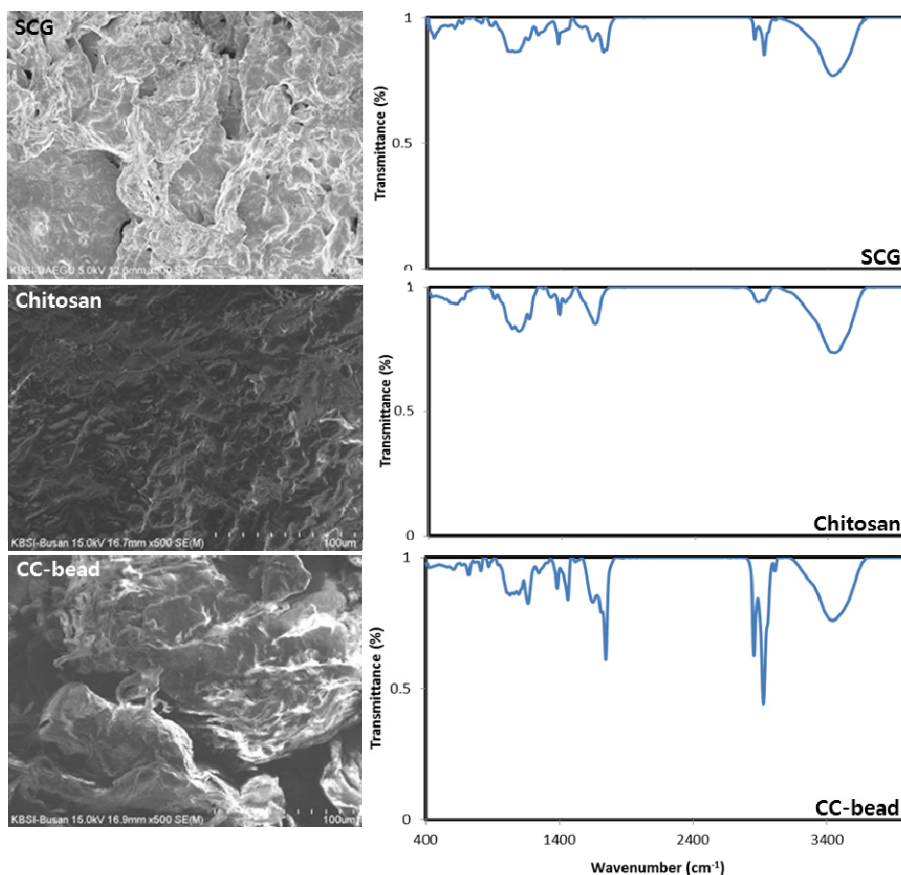 SCG
KBSI-DAEGU 5.0kV 12.6mm x500 SE(U)
100um
Chitosan
KBSI-Busan 15.0kV 16.7mm x500 SE(M)
100um
CC-bead
KBSI-Busan 15.0kV 16.9mm x500 SE(M)
100um
1
0.5
1
Transmittance (%)
SCG
1
0.5
0
Transmittance (%)
Chitosan
1
0.5
0
Transmittance (%)
CC-bead
400
1400
2400
3400
Wavenumber (cm⁻¹)